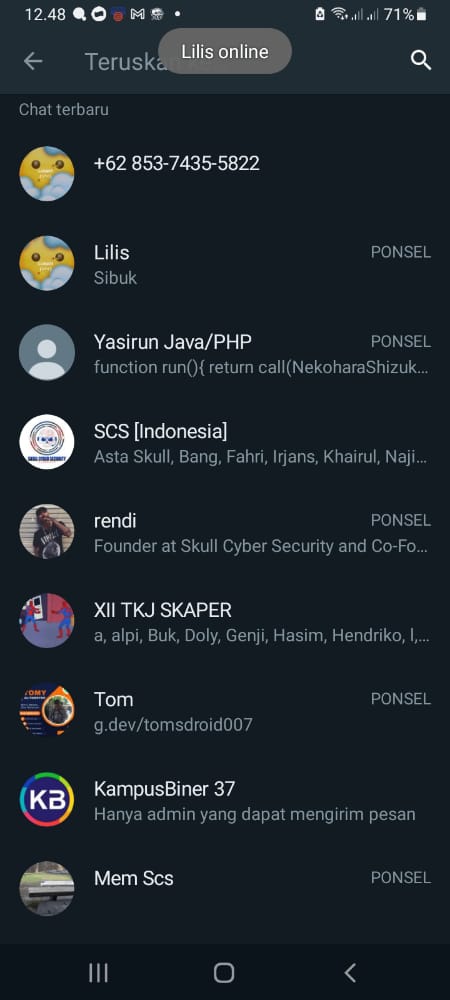 12.48
71%
Lilis online
Teruskan
Chat terbaru
+62 853-7435-5822
Lilis
PONSEL
Sibuk
Yasirun Java/PHP
PONSEL
function run(){ return call(NekoharaShizuk...
SCS [Indonesia]
Asta Skull, Bang, Fahri, Irjans, Khairul, Naji...
rendi
PONSEL
Founder at Skull Cyber Security and Co-Fo...
XII TKJ SKAPER
a, alpi, Buk, Doly, Genji, Hasim, Hendriko, I,...
Tom
PONSEL
g.dev/tomsdroid007
KB
KampusBiner 37
Hanya admin yang dapat mengirim pesan
Mem Scs
PONSEL